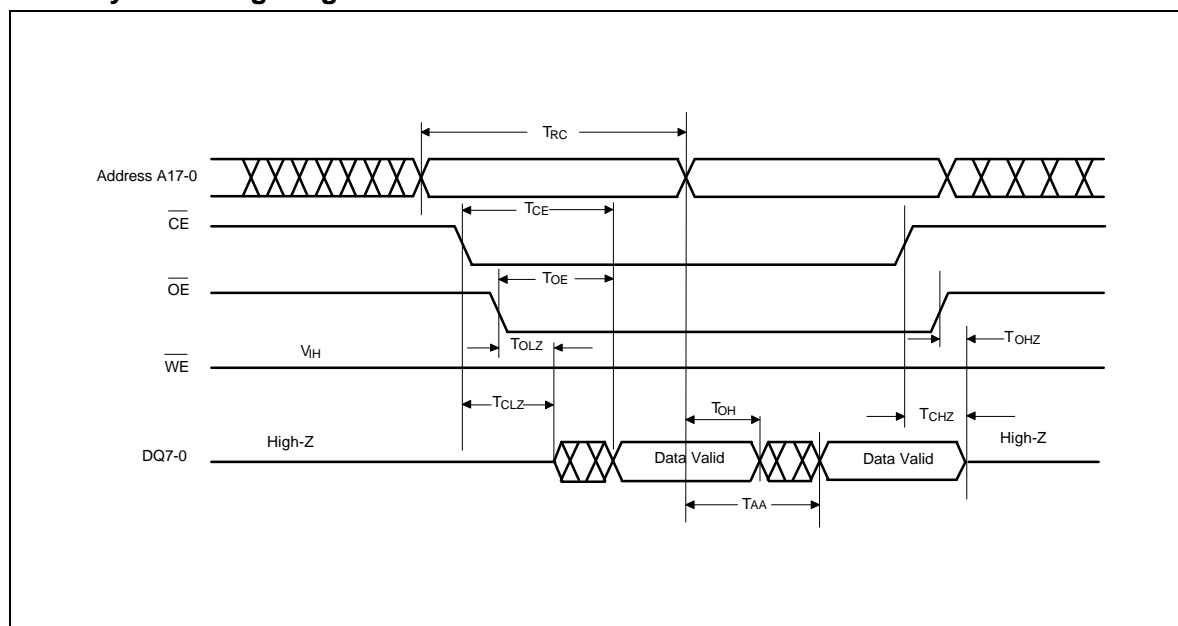 TRC
Address A17-0
TCE
CE
TOE
OE
TOLZ
TOHZ
VIH
WE
TCLZ
TOH
TCHZ
High-Z
High-Z
DQ7-0
Data Valid
Data Valid
TAA